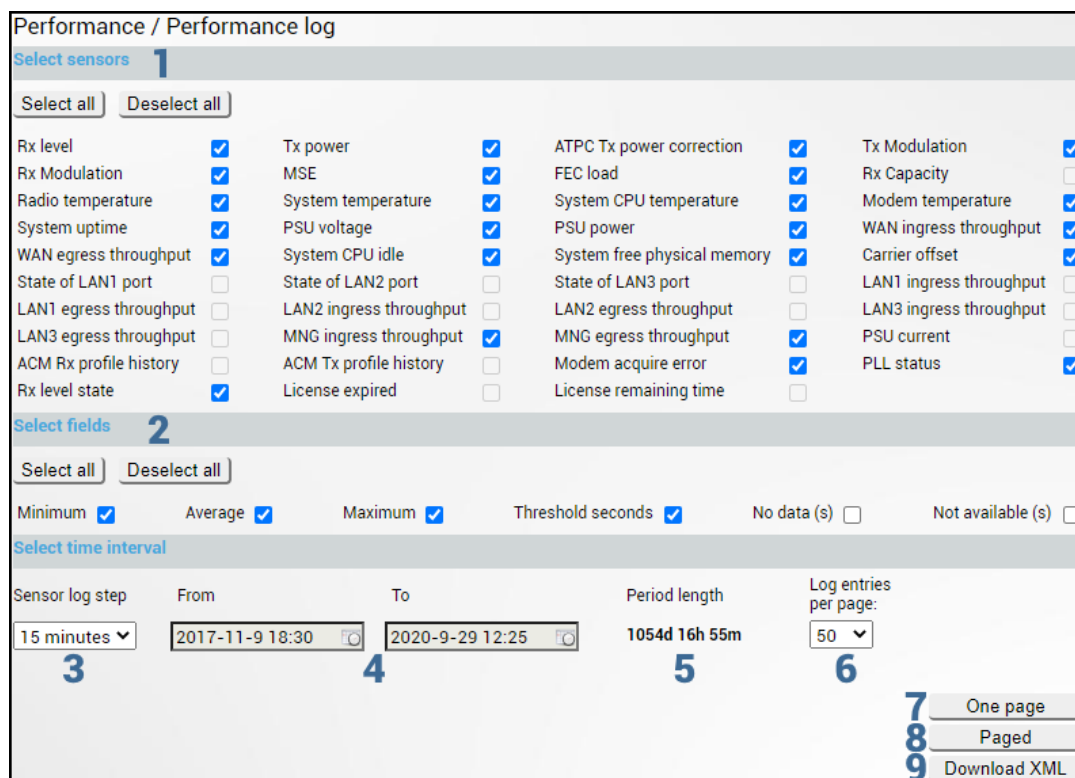 Performance / Performance log
Select sensors 1
Select all Deselect all
Rx level Tx power ATPC Tx power correction Tx Modulation
Rx Modulation MSE FEC load Rx Capacity
Radio temperature System temperature System CPU temperature Modem temperature
System uptime PSU voltage PSU power WAN ingress throughput
WAN egress throughput System CPU idle System free physical memory Carrier offset
State of LAN1 port State of LAN2 port State of LAN3 port LAN1 ingress throughput
LAN1 egress throughput LAN2 ingress throughput LAN2 egress throughput LAN3 ingress throughput
LAN3 egress throughput MNG ingress throughput MNG egress throughput PSU current
ACM Rx profile history ACM Tx profile history Modem acquire error PLL status
Rx level state License expired License remaining time
Select fields 2
Select all Deselect all
Minimum Average Maximum Threshold seconds No data (s) Not available (s)
Select time interval
Sensor log step From To Period length Log entries
per page:
15 minutes 2017-11-9 18:30 2020-9-29 12:25 1054d 16h 55m 50
3 4 5 6
7 One page
8 Paged
9 Download XML